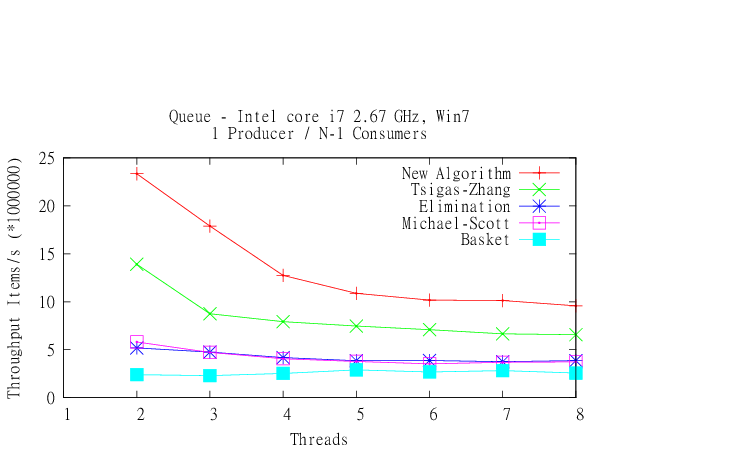 Queue - Intel core i7 2.67 GHz, Win7
1 Producer / N-1 Consumers
Throughput Items/s (*1000000)
25
20
15
10
5
0
New Algorithm
Tsigas-Zhang
Elimination
Michael-Scott
Basket
1 2 3 4 5 6 7 8
Threads